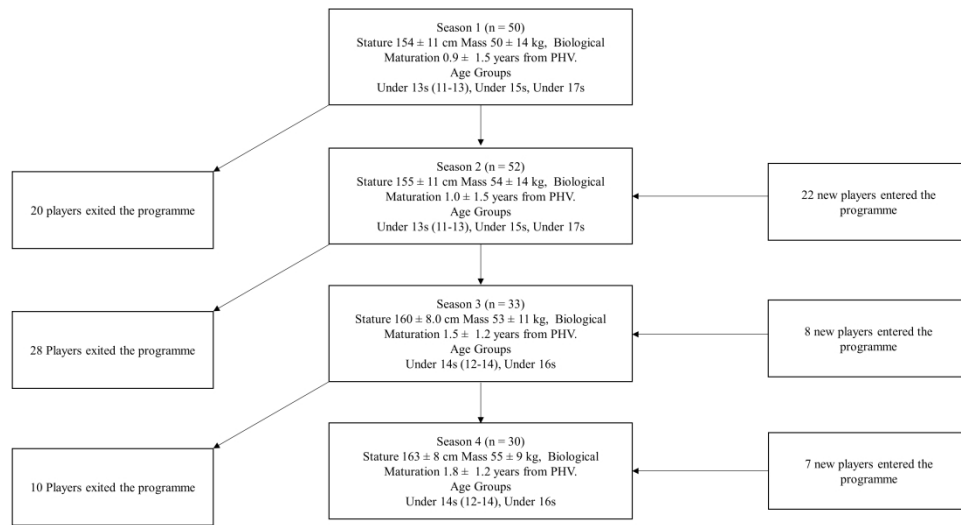 Season 1 (n = 50)
Stature 154 ± 11 cm Mass 50 ± 14 kg, Biological
Maturation 0.9 ± 1.5 years from PHV.
Age Groups
Under 13s (11-13), Under 15s, Under 17s
20 players exited the programme
Season 2 (n = 52)
Stature 155 ± 11 cm Mass 54 ± 14 kg, Biological
Maturation 1.0 ± 1.5 years from PHV.
Age Groups
Under 13s (11-13), Under 15s, Under 17s
22 new players entered the
programme
28 Players exited the programme
Season 3 (n = 33)
Stature 160 ± 8.0 cm Mass 53 ± 11 kg, Biological
Maturation 1.5 ± 1.2 years from PHV.
Age Groups
Under 14s (12-14), Under 16s
8 new players entered the
programme
10 Players exited the programme
Season 4 (n = 30)
Stature 163 ± 8 cm Mass 55 ± 9 kg, Biological
Maturation 1.8 ± 1.2 years from PHV.
Age Groups
Under 14s (12-14), Under 16s
7 new players entered the
programme